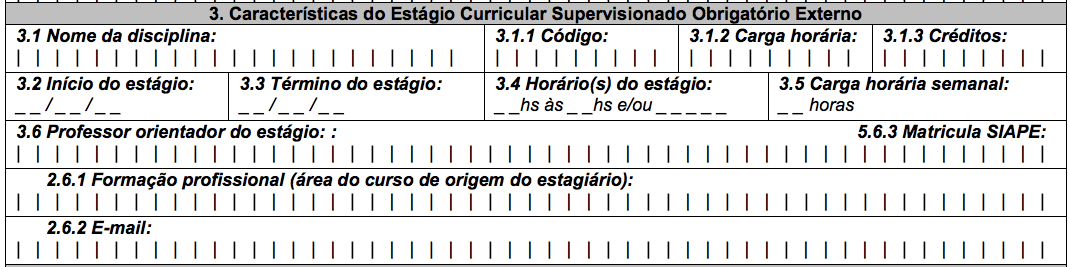 3. Características do Estágio Curricular Supervisionado Obrigatório Externo
3.1 Nome da disciplina: 3.1.1 Código: 3.1.2 Carga horária: 3.1.3 Créditos:
| | | | | | | | | | | | | | | | | | | | | | | | | | | | | | | | | | | | | | | | | | | | | | | | |
3.2 Início do estágio: 3.3 Término do estágio: 3.4 Horário(s) do estágio: 3.5 Carga horária semanal:
_ _ /_ _ /_ _ _ _ /_ _ /_ _ _ _hs às _ _hs e/ou _ _ _ _ _ _ _ horas
3.6 Professor orientador do estágio: : 5.6.3 Matricula SIAPE:
| | | | | | | | | | | | | | | | | | | | | | | | | | | | | | | | | | | | | | | | | | | | | | | | | | | | |
2.6.1 Formação profissional (área do curso de origem do estagiário):
| | | | | | | | | | | | | | | | | | | | | | | | | | | | | | | | | | | | | | | | | | | | | | | | | | | | |
2.6.2 E-mail:
| | | | | | | | | | | | | | | | | | | | | | | | | | | | | | | | | | | | | | | | | | | | | | | | | | | | |